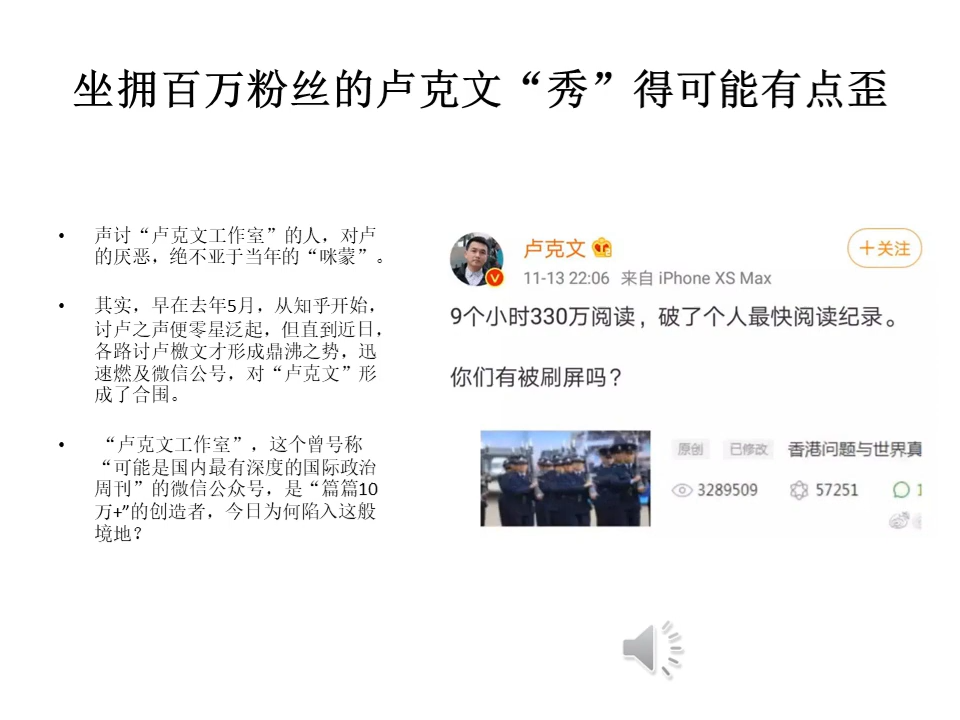 坐拥百万粉丝的卢克文“秀”得可能有点歪
• 声讨“卢克文工作室”的人，对卢
的厌恶，绝不亚于当年的“咪蒙”。
• 其实，早在去年5月，从知乎开始，
讨卢之声便零星泛起，但直到近日，
各路讨卢檄文才形成鼎沸之势，迅
速燃及微信公号，对“卢克文”形
成了合围。
• “卢克文工作室”，这个曾号称
“可能是国内最有深度的国际政治
周刊”的微信公众号，是“篇篇10
万+”的创造者，今日为何陷入这般
境地？
卢克文
＋关注
11-13 22:06 来自 iPhone XS Max
9个小时330万阅读，破了个人最快阅读纪录。
你们有被刷屏吗？
原创 已修改 香港问题与世界真
3289509 57251 1